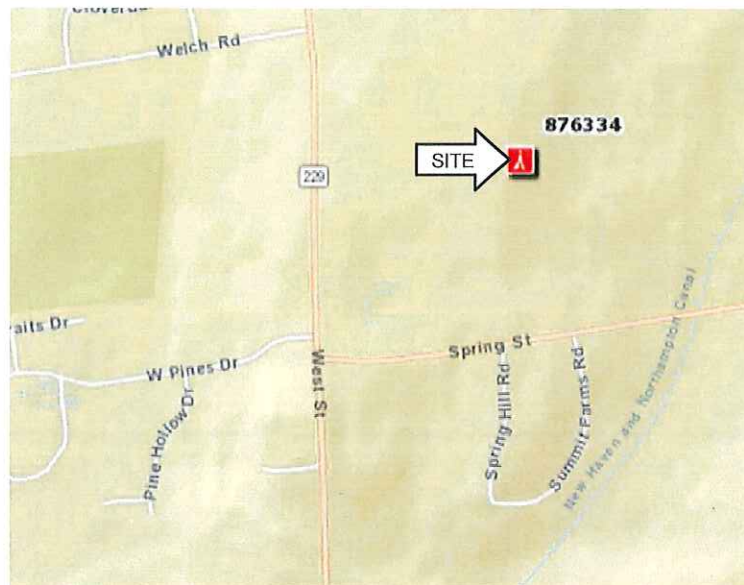 Welch Rd
876334
SITE
229
aits Dr
W Pines Dr
Pine Hollow Dr
West St
Spring St
Spring Hill Rd
Summit Farms Rd
New Haven and Northampton Canal